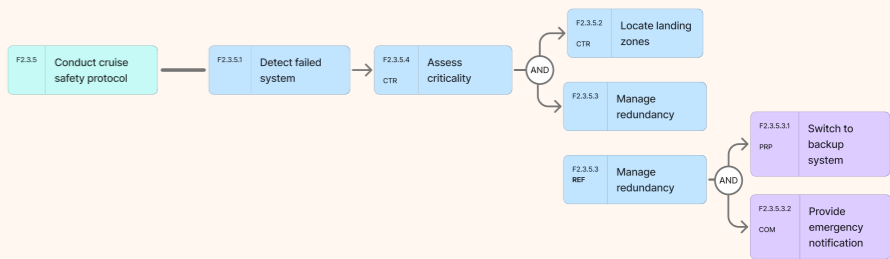 F2.3.5
Conduct cruise
safety protocol
F2.3.5.1
Detect failed
system
F2.3.5.4
CTR
Assess
criticality
AND
F2.3.5.2
CTR
Locate landing
zones
F2.3.5.3
Manage
redundancy
F2.3.5.3
REF
Manage
redundancy
AND
F2.3.5.3.1
PRP
Switch to
backup
system
F2.3.5.3.2
COM
Provide
emergency
notification